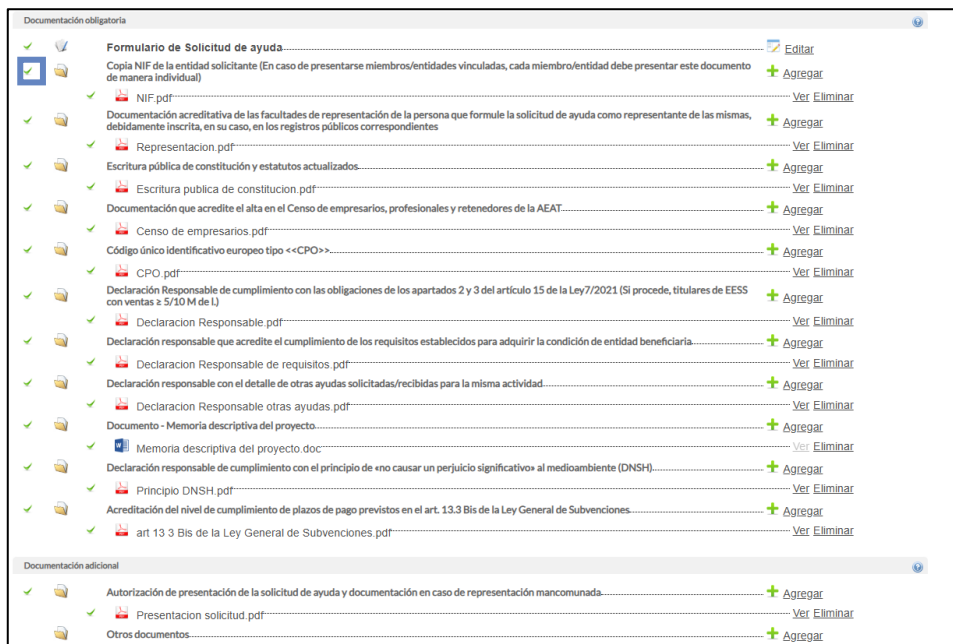 Documentación obligatoria
Formulario de Solicitud de ayuda Editar
Copia NIF de la entidad solicitante (En caso de presentarse miembros/entidades vinculadas, cada miembro/entidad debe presentar este documento
de manera individual) Agregar
NIF.pdf Ver Eliminar
Documentación acreditativa de las facultades de representación de la persona que formule la solicitud de ayuda como representante de las mismas,
debidamente inscrita, en su caso, en los registros públicos correspondientes Agregar
Representacion.pdf Ver Eliminar
Escritura pública de constitución y estatutos actualizados Agregar
Escritura publica de constitucion.pdf Ver Eliminar
Documentación que acredite el alta en el Censo de empresarios, profesionales y retenedores de la AEAT Agregar
Censo de empresarios.pdf Ver Eliminar
Código único identificativo europeo tipo <<CPO>> Agregar
CPO.pdf Ver Eliminar
Declaración Responsable de cumplimiento con las obligaciones de los apartados 2 y 3 del artículo 15 de la Ley7/2021 (Si procede, titulares de EESS
con ventas ≥ 5/10 M de l.) Agregar
Declaracion Responsable.pdf Ver Eliminar
Declaración responsable que acredite el cumplimiento de los requisitos establecidos para adquirir la condición de entidad beneficiaria Agregar
Declaracion Responsable de requisitos.pdf Ver Eliminar
Declaración responsable con el detalle de otras ayudas solicitadas/recibidas para la misma actividad Agregar
Declaracion Responsable otras ayudas.pdf Ver Eliminar
Documento - Memoria descriptiva del proyecto Agregar
Memoria descriptiva del proyecto.doc Ver Eliminar
Declaración responsable de cumplimiento con el principio de «no causar un perjuicio significativo» al medioambiente (DNSH) Agregar
Principio DNSH.pdf Ver Eliminar
Acreditación del nivel de cumplimiento de plazos de pago previstos en el art. 13.3 Bis de la Ley General de Subvenciones Agregar
art 13 3 Bis de la Ley General de Subvenciones.pdf Ver Eliminar
Documentación adicional
Autorización de presentación de la solicitud de ayuda y documentación en caso de representación mancomunada Agregar
Presentacion solicitud.pdf Ver Eliminar
Otros documentos Agregar